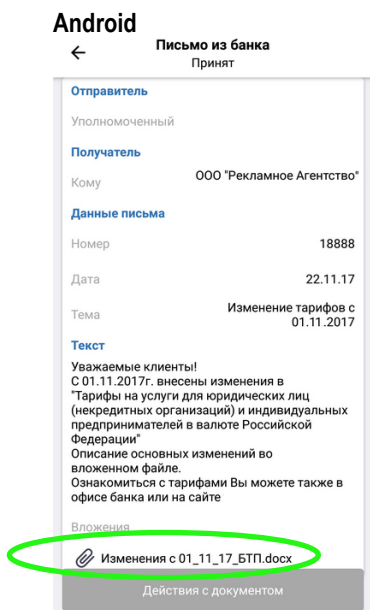 Android
Письмо из банка
Принят
Отправитель
Уполномоченный
Получатель
Кому
ООО "Рекламное Агентство"
Данные письма
Номер 18888
Дата 22.11.17
Тема Изменение тарифов с
01.11.2017
Текст
Уважаемые клиенты!
С 01.11.2017г. внесены изменения в
"Тарифы на услуги для юридических лиц
(некредитных организаций) и индивидуальных
предпринимателей в валюте Российской
Федерации"
Описание основных изменений во
вложенном файле.
Ознакомиться с тарифами Вы можете также в
офисе банка или на сайте
Вложения
Изменения с 01_11_17_БТП.docx
Действия с документом